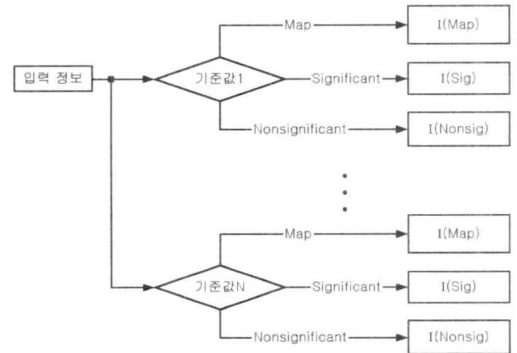 Map
I(Map)
입력 정보
기준값1
Significant
I(Sig)
Nonsignificant
I(Nonsig)
Map
I(Map)
기준값N
Significant
I(Sig)
Nonsignificant
I(Nonsig)